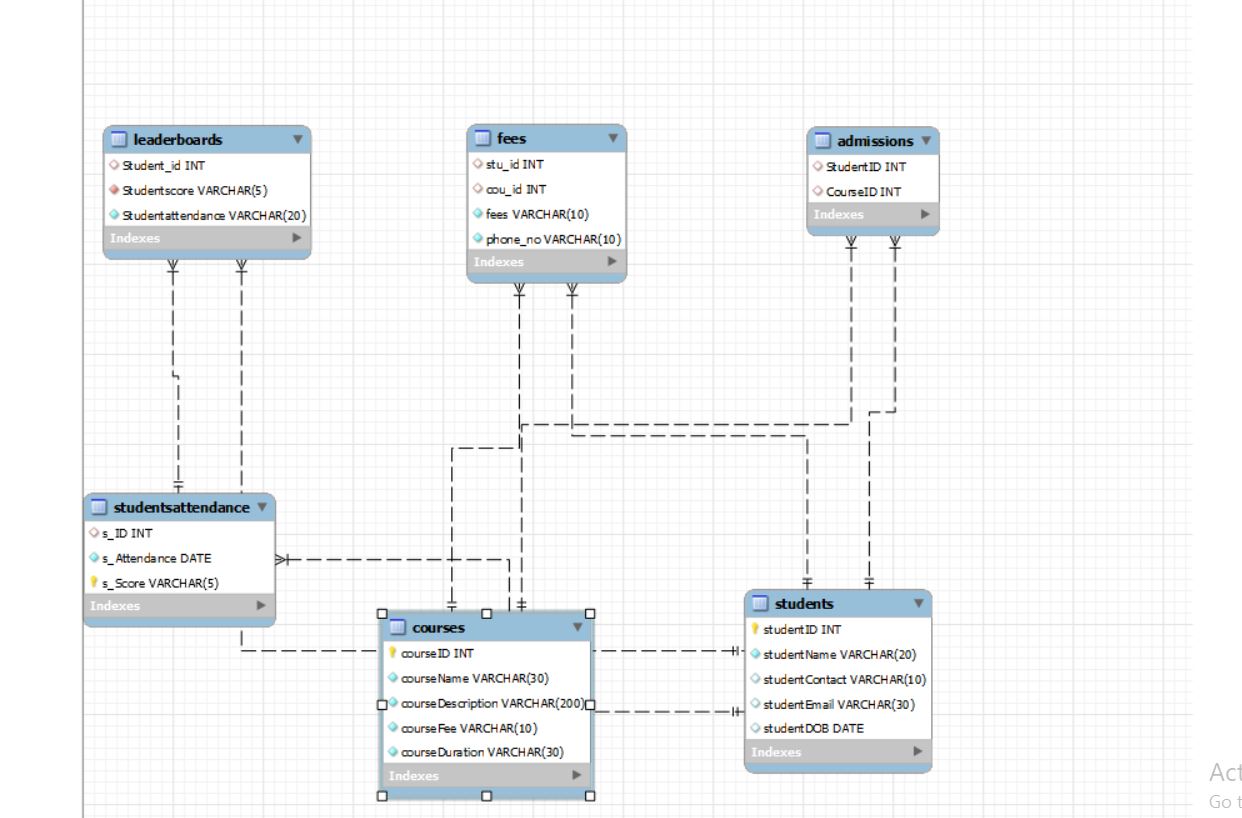 leaderboards
Student_id INT
Studentscore VARCHAR(5)
Studentattendance VARCHAR(20)
Indexes
fees
stu_id INT
cou_id INT
fees VARCHAR(10)
phone_no VARCHAR(10)
Indexes
admissions
StudentID INT
CourseID INT
Indexes
studentsattendance
s_ID INT
s_Attendance DATE
s_Score VARCHAR(5)
Indexes
courses
courseID INT
courseName VARCHAR(30)
courseDescription VARCHAR(200)
courseFee VARCHAR(10)
courseDuration VARCHAR(30)
Indexes
students
studentID INT
studentName VARCHAR(20)
studentContact VARCHAR(10)
studentEmail VARCHAR(30)
studentDOB DATE
Indexes
Act
Go t